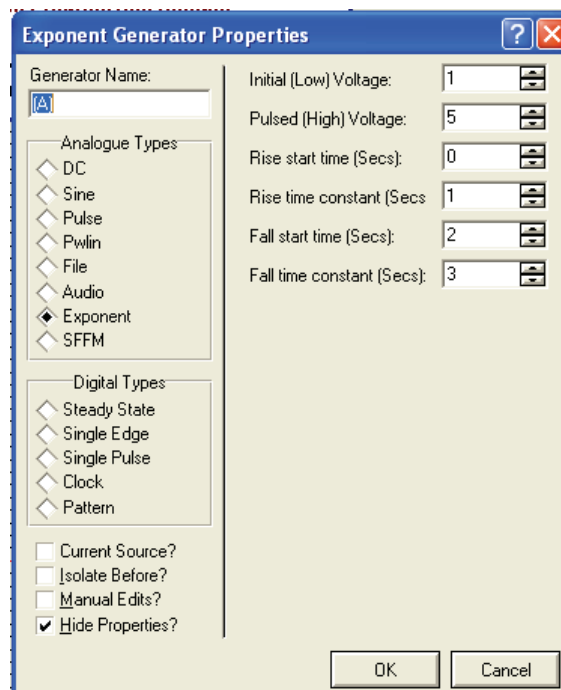 Exponent Generator Properties
Generator Name:
(A)
Analogue Types
DC
Sine
Pulse
Pwlin
File
Audio
Exponent
SFFM
Digital Types
Steady State
Single Edge
Single Pulse
Clock
Pattern
Current Source?
Isolate Before?
Manual Edits?
Hide Properties?
Initial (Low) Voltage: 1
Pulsed (High) Voltage: 5
Rise start time (Secs): 0
Rise time constant (Secs 1
Fall start time (Secs): 2
Fall time constant (Secs): 3
OK Cancel